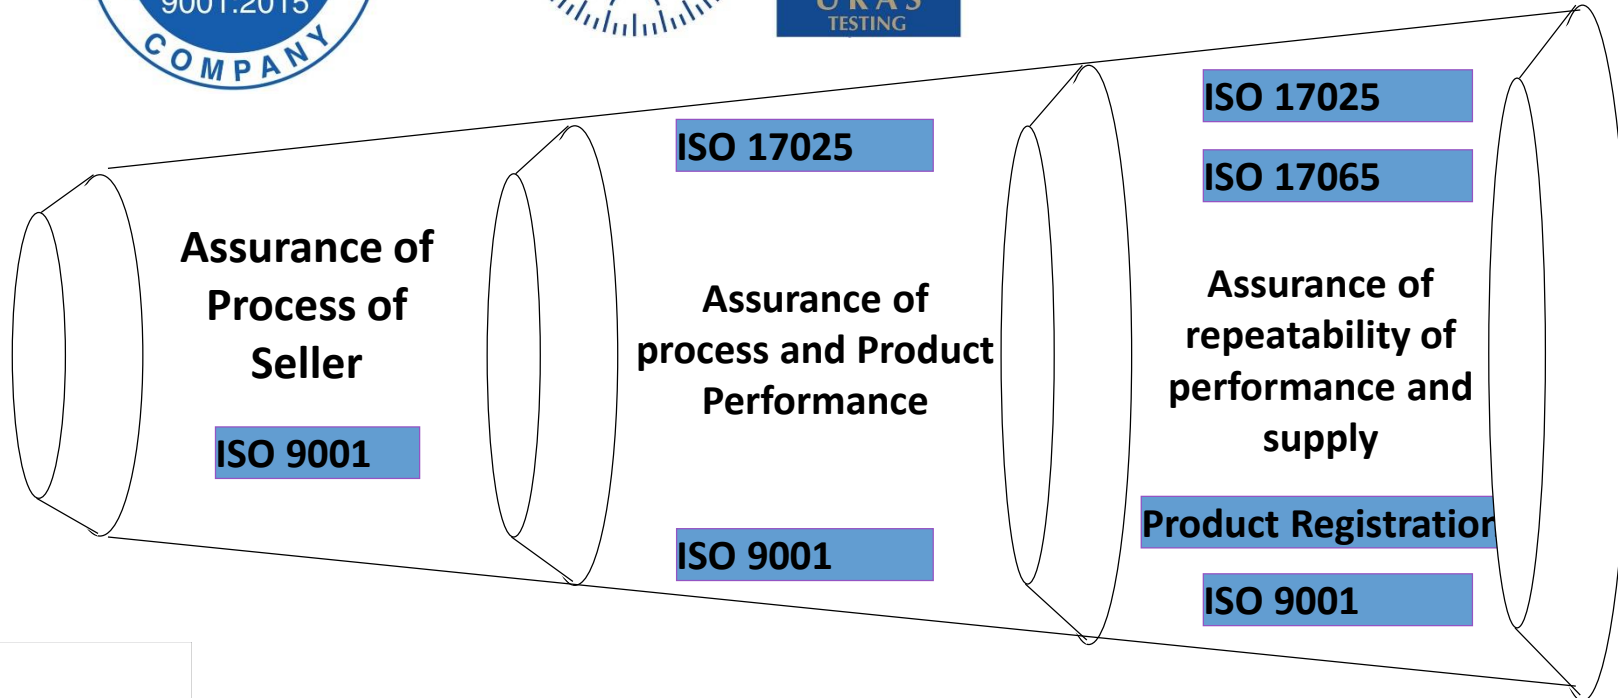 9001:2015
COMPANY
UKAS
TESTING
Assurance of
Process of
Seller
ISO 9001
ISO 17025
Assurance of
process and Product
Performance
ISO 9001
ISO 17025
ISO 17065
Assurance of
repeatability of
performance and
supply
Product Registration
ISO 9001